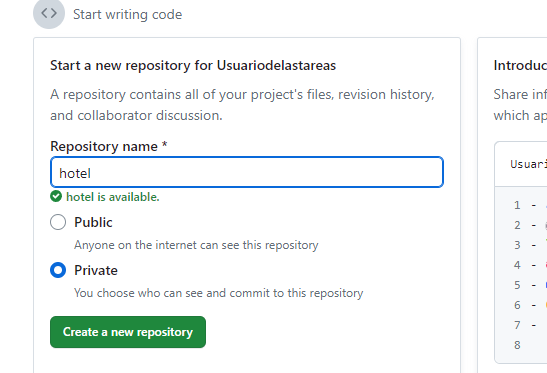 <> Start writing code
Start a new repository for Usuariodelastareas
A repository contains all of your project's files, revision history,
and collaborator discussion.
Repository name *
hotel
hotel is available.
Public
Anyone on the internet can see this repository
Private
You choose who can see and commit to this repository
Create a new repository
Introduc
Share inf
which ap
Usuari
1 -
2 -
3 -
4 -
5 -
6 -
7 -
8